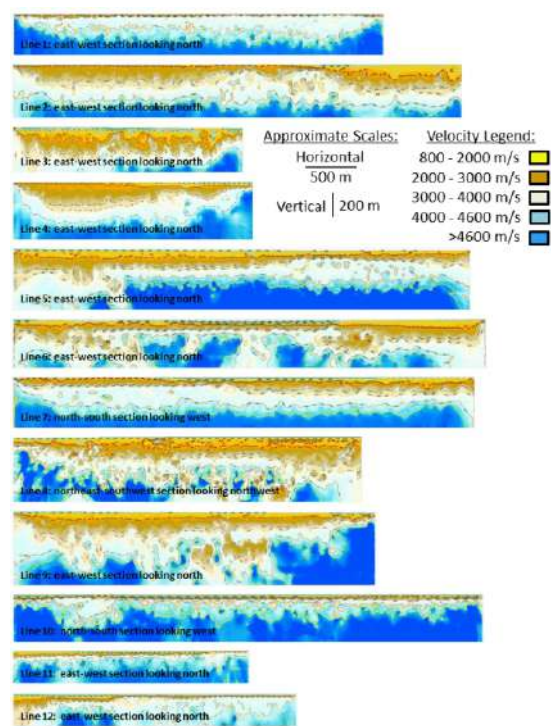 Line 1: east-west section looking north
Line 2: east-west section looking north
Line 3: east-west section looking north
Approximate Scales:
Horizontal
500 m
Vertical | 200 m
Velocity Legend:
800 - 2000 m/s
2000 - 3000 m/s
3000 - 4000 m/s
4000 - 4600 m/s
>4600 m/s
Line 4: east-west section looking north
Line 5: east-west section looking north
Line 6: east-west section looking north
Line 7: north-south section looking west
Line 8: northeast-southwest section looking northwest
Line 9: east-west section looking north
Line 10: north-south section looking west
Line 11: east-west section looking north
Line 12: east-west section looking north